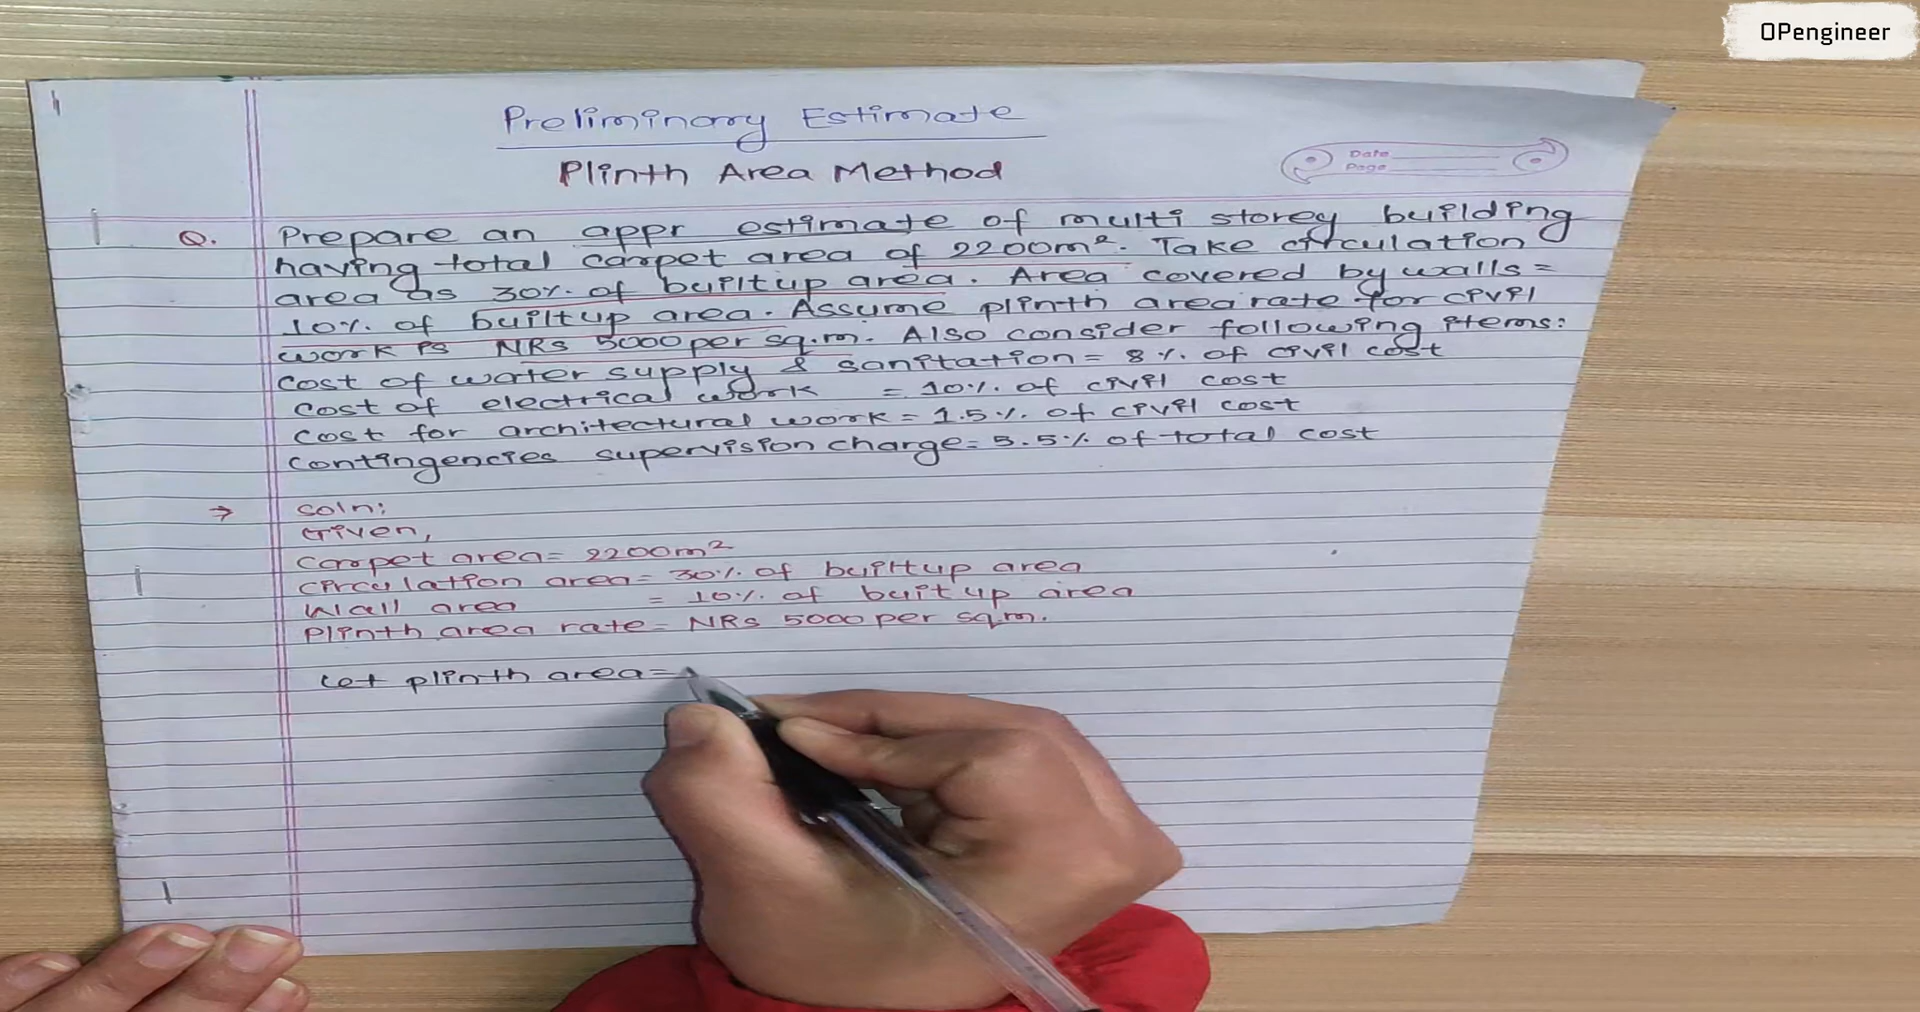 OPengineer
Preliminary Estimate
Plinth Area Method
Date
Page
Q. Prepare an appr estimate of multi storey building
having total carpet area of 2200m². Take circulation
area as 30% of builtup area. Area covered by walls =
10% of builtup area. Assume plinth area rate for civil
work is NRs 5000 per sq.m. Also consider following items:
cost of water supply & sanitation = 8% of civil cost
cost of electrical work = 10% of civil cost
cost for architectural work = 1.5% of civil cost
contingencies supervision charge = 5.5% of total cost
→ soln:
Given,
carpet area = 2200m²
circulation area = 30% of builtup area
Wall area = 10% of buitup area
Plinth area rate = NRs 5000 per sq.m.
Let plinth area =